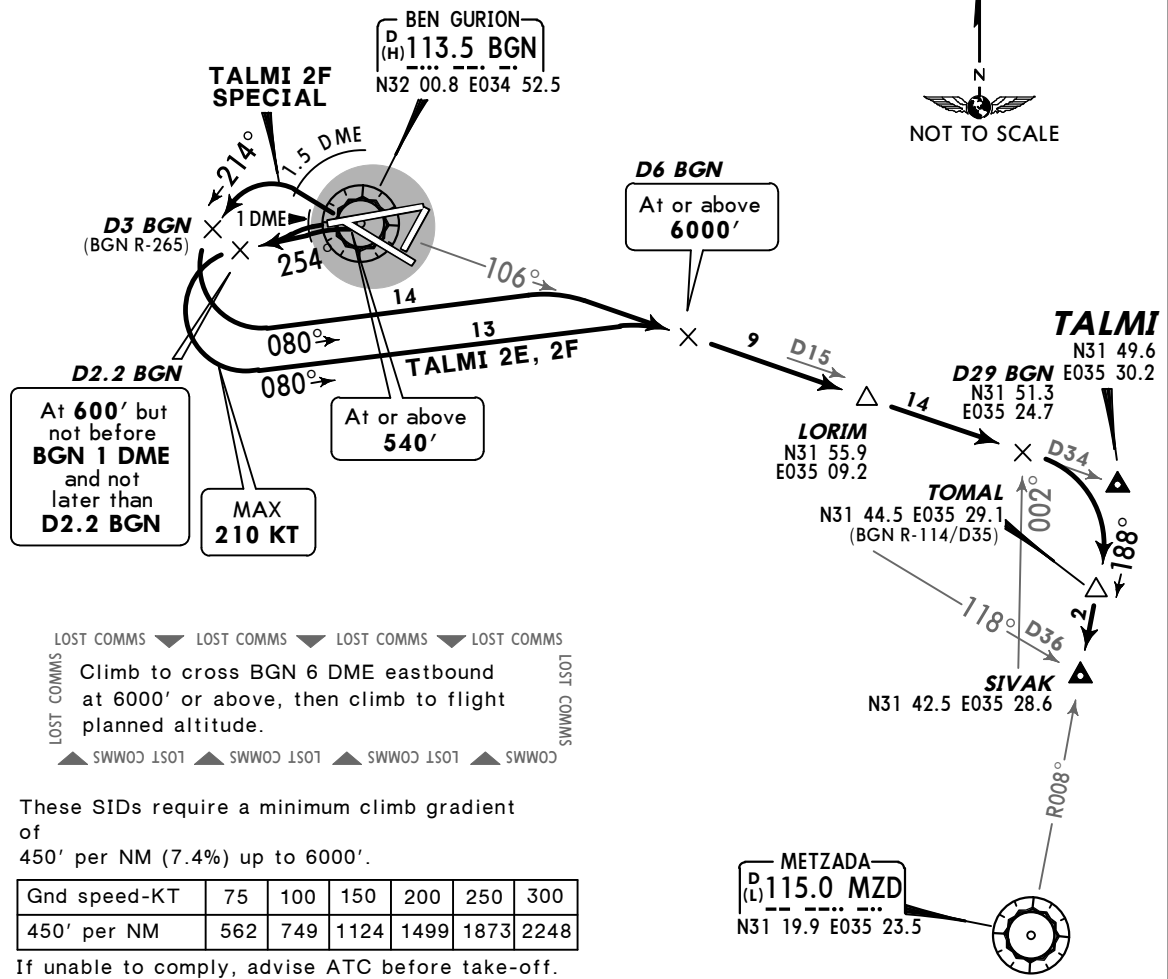 BEN GURION
D
(H) 113.5 BGN
N32 00.8 E034 52.5
N
NOT TO SCALE
TALMI 2F
SPECIAL
214°
1.5 DME
D3 BGN
(BGN R-265)
1 DME
254°
106°
D6 BGN
At or above
6000'
14
080°
13
080°
TALMI 2E, 2F
9
D15
TALMI
N31 49.6
E035 30.2
D2.2 BGN
At 600' but
not before
BGN 1 DME
and not
later than
D2.2 BGN
MAX
210 KT
At or above
540'
LORIM
N31 55.9
E035 09.2
14
D29 BGN
N31 51.3
E035 24.7
D34
TOMAL
N31 44.5 E035 29.1
(BGN R-114/D35)
002°
188°
2
118°
D36
SIVAK
N31 42.5 E035 28.6
R008°
METZADA
D
(L) 115.0 MZD
N31 19.9 E035 23.5
LOST COMMS LOST COMMS LOST COMMS LOST COMMS
LOST COMMS
Climb to cross BGN 6 DME eastbound
at 6000' or above, then climb to flight
planned altitude.
LOST COMMS
LOST COMMS LOST COMMS LOST COMMS LOST COMMS
These SIDs require a minimum climb gradient
of
450' per NM (7.4%) up to 6000'.
Gnd speed-KT 75 100 150 200 250 300
450' per NM 562 749 1124 1499 1873 2248
If unable to comply, advise ATC before take-off.